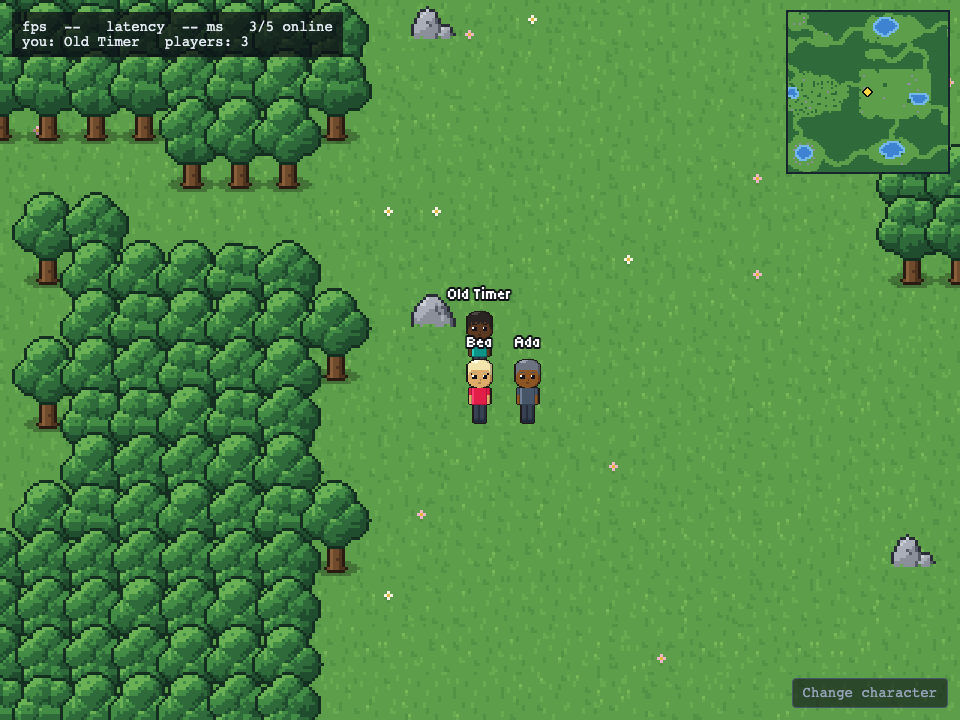 fps  --   latency  -- ms   3/5 online
you: Old Timer   players: 3
Old Timer
Bea   Ada
Change character